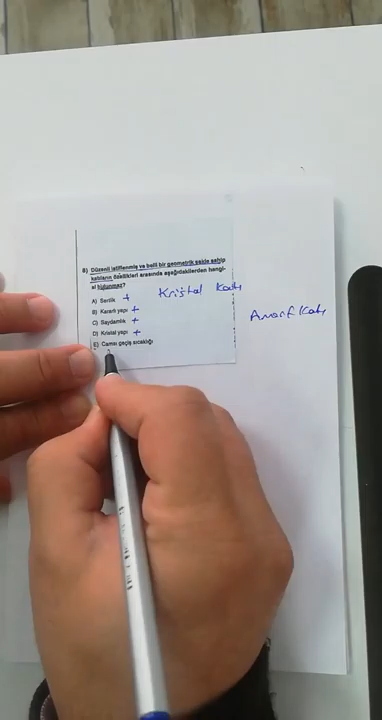 8) Düzenli istiflenmiş ve belli bir geometrik şekle sahip
katıların özellikleri arasında aşağıdakilerden hangi-
si bulunmaz?
A) Sertlik +
Kristal Katı
B) Kararlı yapı +
C) Saydamlık +
Amorf Katı
D) Kristal yapı +
E) Camsı geçiş sıcaklığı